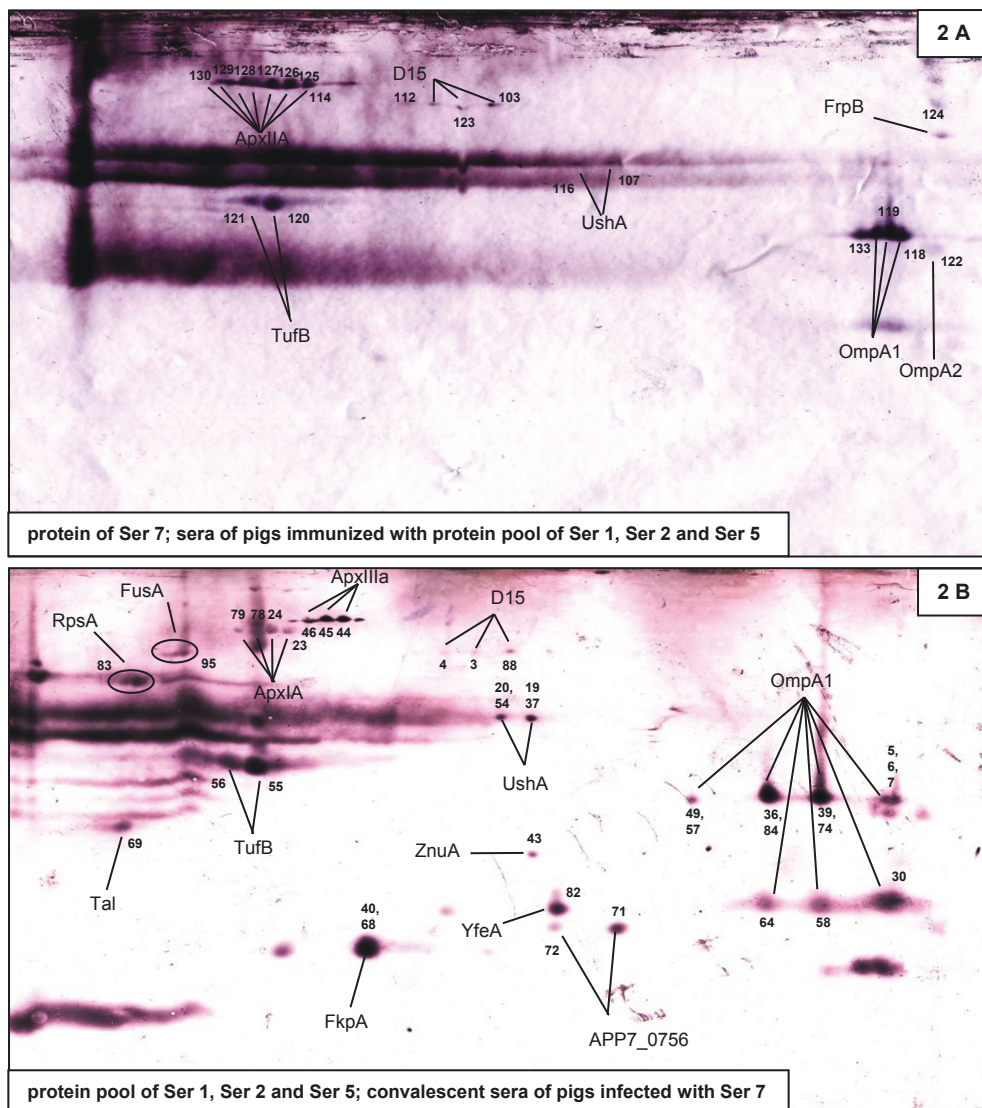 2 A
130 129 128 127 126 125
114
ApxIIA
D15
112
103
123
FrpB
124
116
107
UshA
121
120
TufB
119
133
118
122
OmpA1
OmpA2
protein of Ser 7; sera of pigs immunized with protein pool of Ser 1, Ser 2 and Ser 5
2 B
ApxIIIa
FusA
RpsA
79 78 24
46 45 44
23
83
95
ApxIA
D15
4 3 88
20, 19
54 37
UshA
OmpA1
5,
6,
7
56
55
TufB
49,
57
36,
84
39,
74
69
Tal
ZnuA
43
30
82
YfeA
40,
68
71
72
64
58
FkpA
APP7_0756
protein pool of Ser 1, Ser 2 and Ser 5; convalescent sera of pigs infected with Ser 7